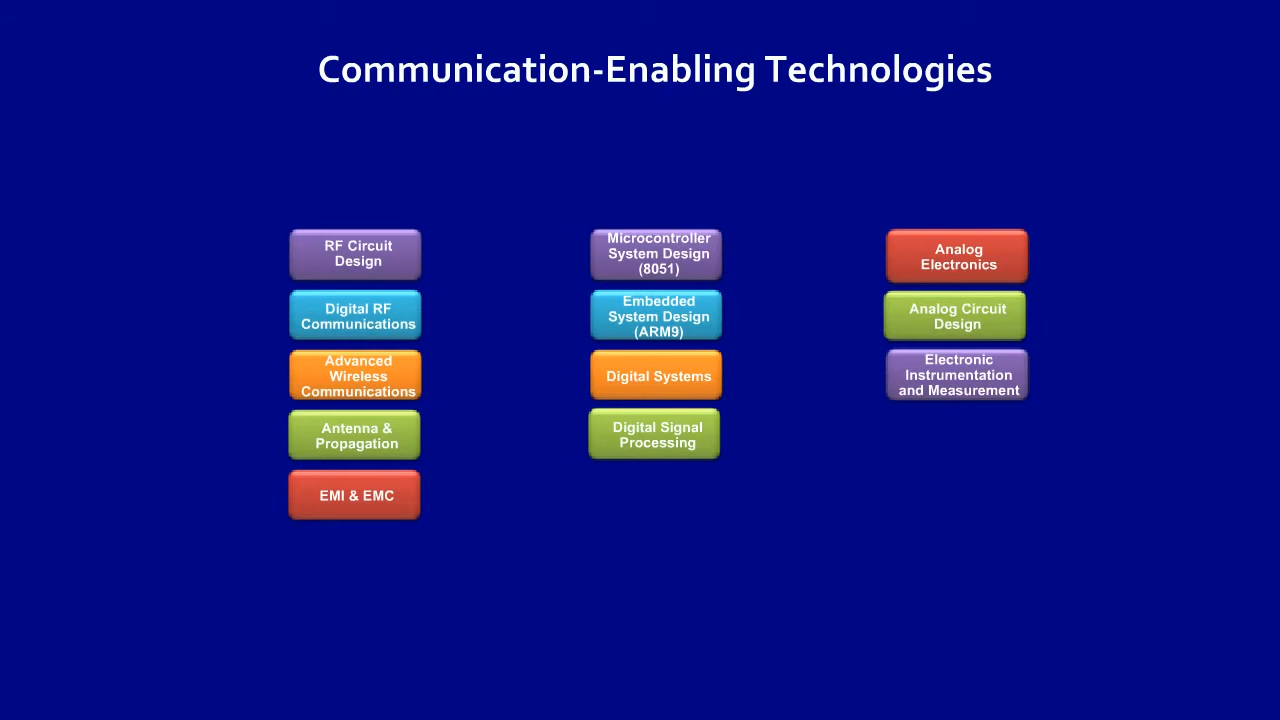 Communication-Enabling Technologies
RF Circuit
Design
Digital RF
Communications
Advanced
Wireless
Communications
Antenna &
Propagation
EMI & EMC
Microcontroller
System Design
(8051)
Embedded
System Design
(ARM9)
Digital Systems
Digital Signal
Processing
Analog
Electronics
Analog Circuit
Design
Electronic
Instrumentation
and Measurement